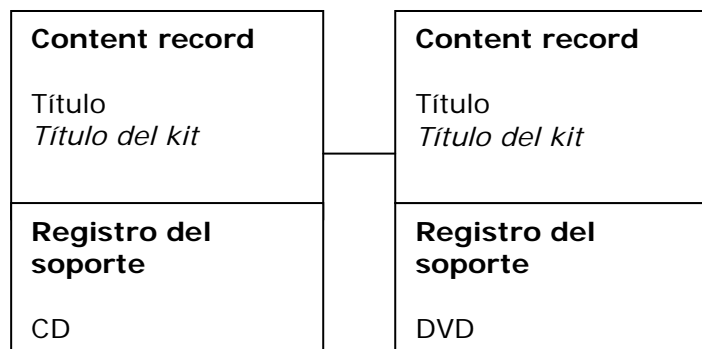 Content record
Título
Título del kit
Registro del
soporte
CD
Content record
Título
Título del kit
Registro del
soporte
DVD